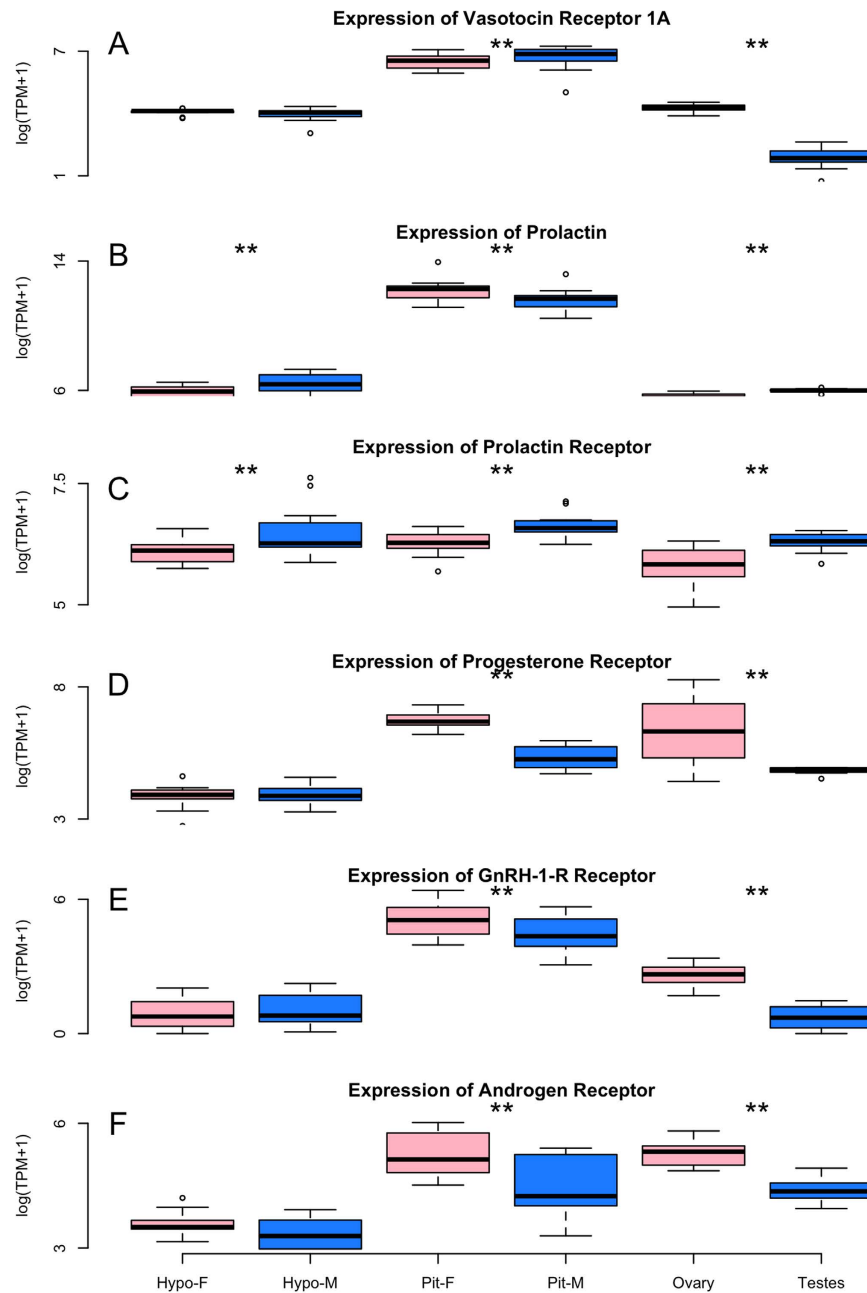 Expression of Vasotocin Receptor 1A
A
7
**
**
log(TPM+1)
1
Expression of Prolactin
B
**
**
**
14
log(TPM+1)
6
Expression of Prolactin Receptor
C
**
**
**
7.5
log(TPM+1)
5
Expression of Progesterone Receptor
D
**
**
8
log(TPM+1)
3
Expression of GnRH-1-R Receptor
E
**
**
6
log(TPM+1)
0
Expression of Androgen Receptor
F
**
**
6
log(TPM+1)
3
Hypo-F Hypo-M Pit-F Pit-M Ovary Testes